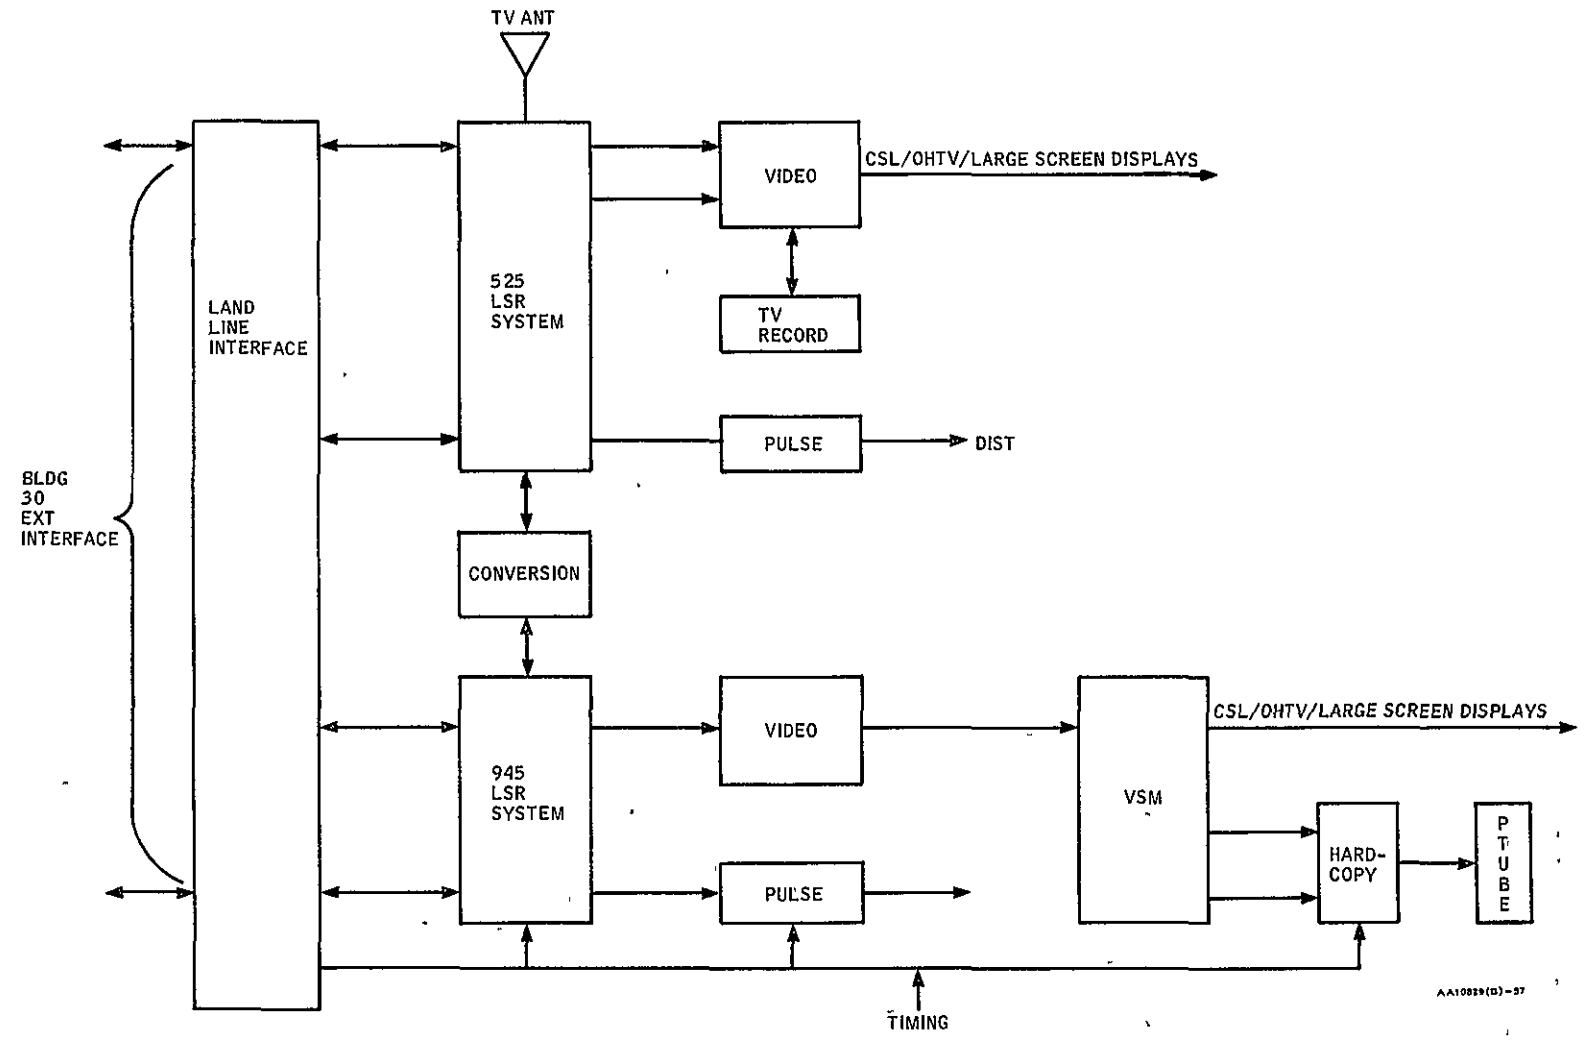 TV ANT
CSL/OHTV/LARGE SCREEN DISPLAYS
VIDEO
525
LSR
SYSTEM
LAND
LINE
INTERFACE
TV
RECORD
PULSE
DIST
BLDG
30
EXT
INTERFACE
CONVERSION
CSL/OHTV/LARGE SCREEN DISPLAYS
VIDEO
945
LSR
SYSTEM
VSM
HARD-
COPY
P
T
U
B
E
PULSE
TIMING